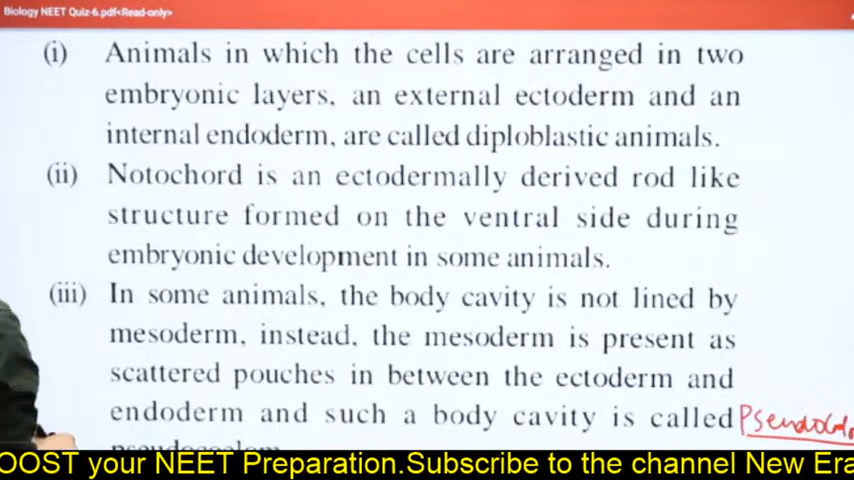 Biology NEET Quiz-6.pdf<Read-only>
(i) Animals in which the cells are arranged in two
embryonic layers, an external ectoderm and an
internal endoderm, are called diploblastic animals.
(ii) Notochord is an ectodermally derived rod like
structure formed on the ventral side during
embryonic development in some animals.
(iii) In some animals, the body cavity is not lined by
mesoderm, instead, the mesoderm is present as
scattered pouches in between the ectoderm and
endoderm and such a body cavity is called
pseudocoelom
OOST your NEET Preparation.Subscribe to the channel New Era